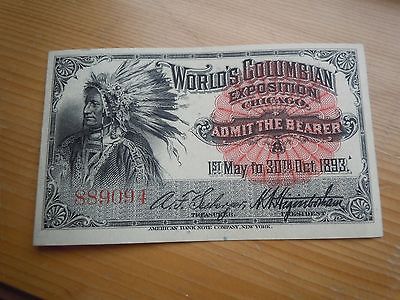 WORLD'S COLUMBIAN
EXPOSITION
CHICAGO,
ADMIT THE BEARER
1ST MAY TO 30TH OCT. 1893.
889094
TREASURER PRESIDENT
AMERICAN BANK NOTE COMPANY, NEW YORK.